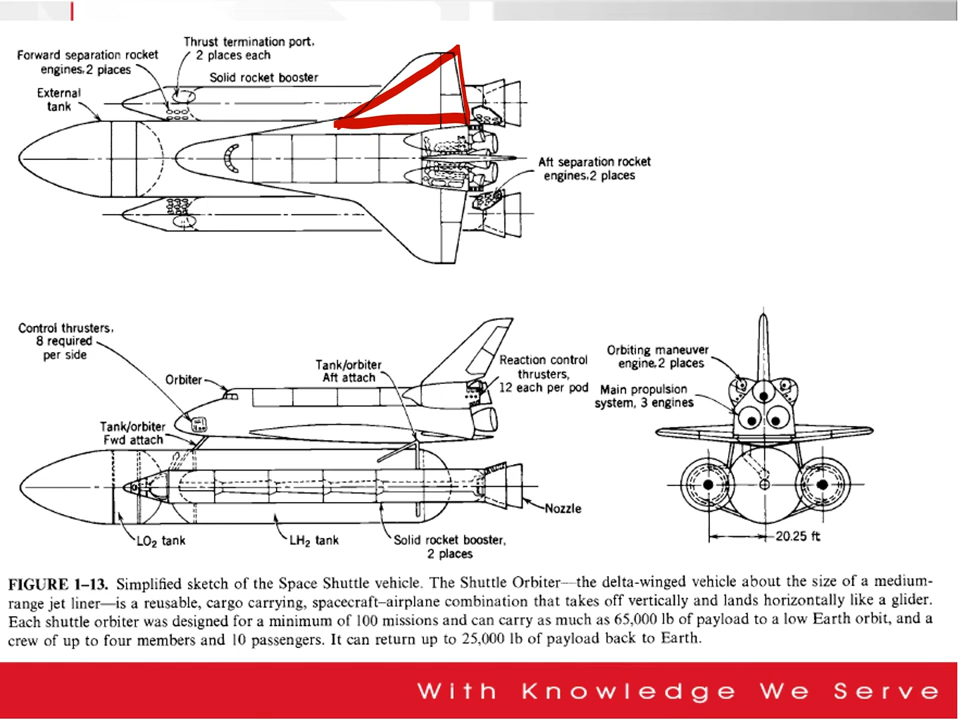 Thrust termination port,
2 places each
Forward separation rocket
engines, 2 places
Solid rocket booster
External
tank
Aft separation rocket
engines, 2 places
Control thrusters,
8 required
per side
Orbiter
Tank/orbiter
Aft attach
Reaction control
thrusters,
12 each per pod
Orbiting maneuver
engine, 2 places
Main propulsion
system, 3 engines
Tank/orbiter
Fwd attach
Nozzle
LO2 tank
LH2 tank
Solid rocket booster,
2 places
20.25 ft
FIGURE 1–13. Simplified sketch of the Space Shuttle vehicle. The Shuttle Orbiter—the delta-winged vehicle about the size of a medium-
range jet liner—is a reusable, cargo carrying, spacecraft–airplane combination that takes off vertically and lands horizontally like a glider.
Each shuttle orbiter was designed for a minimum of 100 missions and can carry as much as 65,000 lb of payload to a low Earth orbit, and a
crew of up to four members and 10 passengers. It can return up to 25,000 lb of payload back to Earth.
With Knowledge We Serve